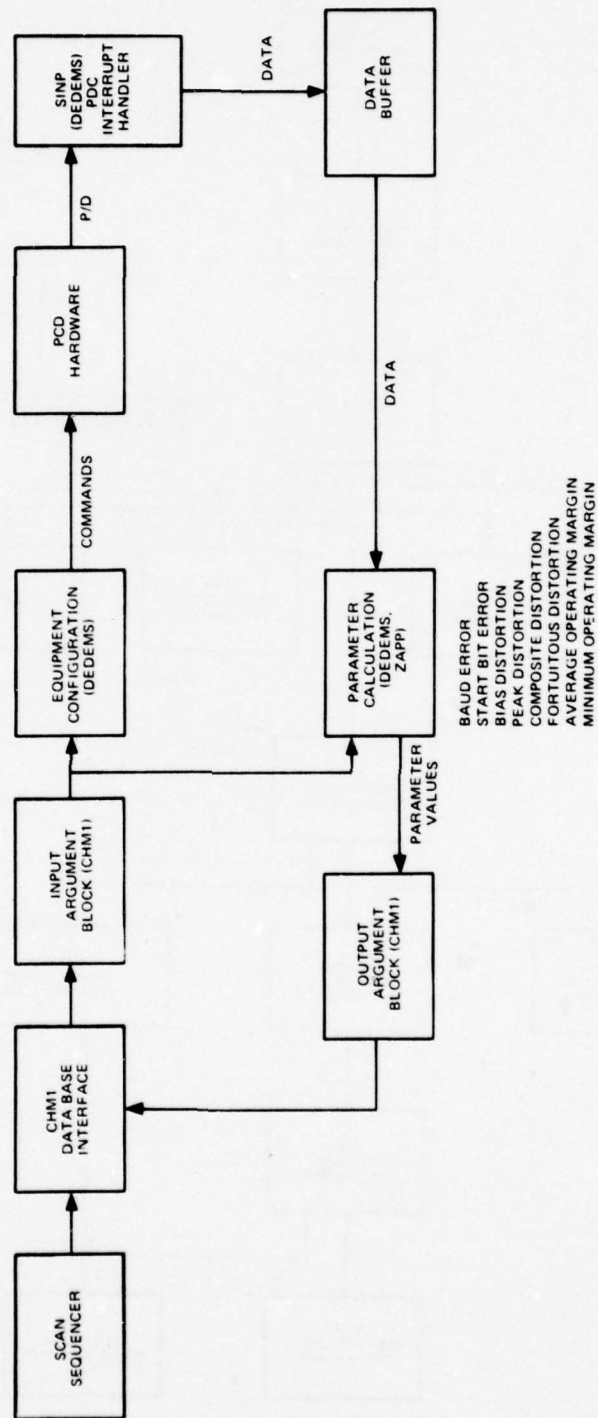 SCAN
SEQUENCER
CHM1
DATA BASE
INTERFACE
INPUT
ARGUMENT
BLOCK (CHM1)
EQUIPMENT
CONFIGURATION
(DEDEMS)
COMMANDS
PCD
HARDWARE
P/D
SINP
(DEDEMS)
PDC
INTERRUPT
HANDLER
DATA
DATA
BUFFER
DATA
PARAMETER
CALCULATION
(DEDEMS,
ZAPP)
PARAMETER
VALUES
OUTPUT
ARGUMENT
BLOCK (CHM1)
BAUD ERROR
START BIT ERROR
BIAS DISTORTION
PEAK DISTORTION
COMPOSITE DISTORTION
FORTUITOUS DISTORTION
AVERAGE OPERATING MARGIN
MINIMUM OPERATING MARGIN